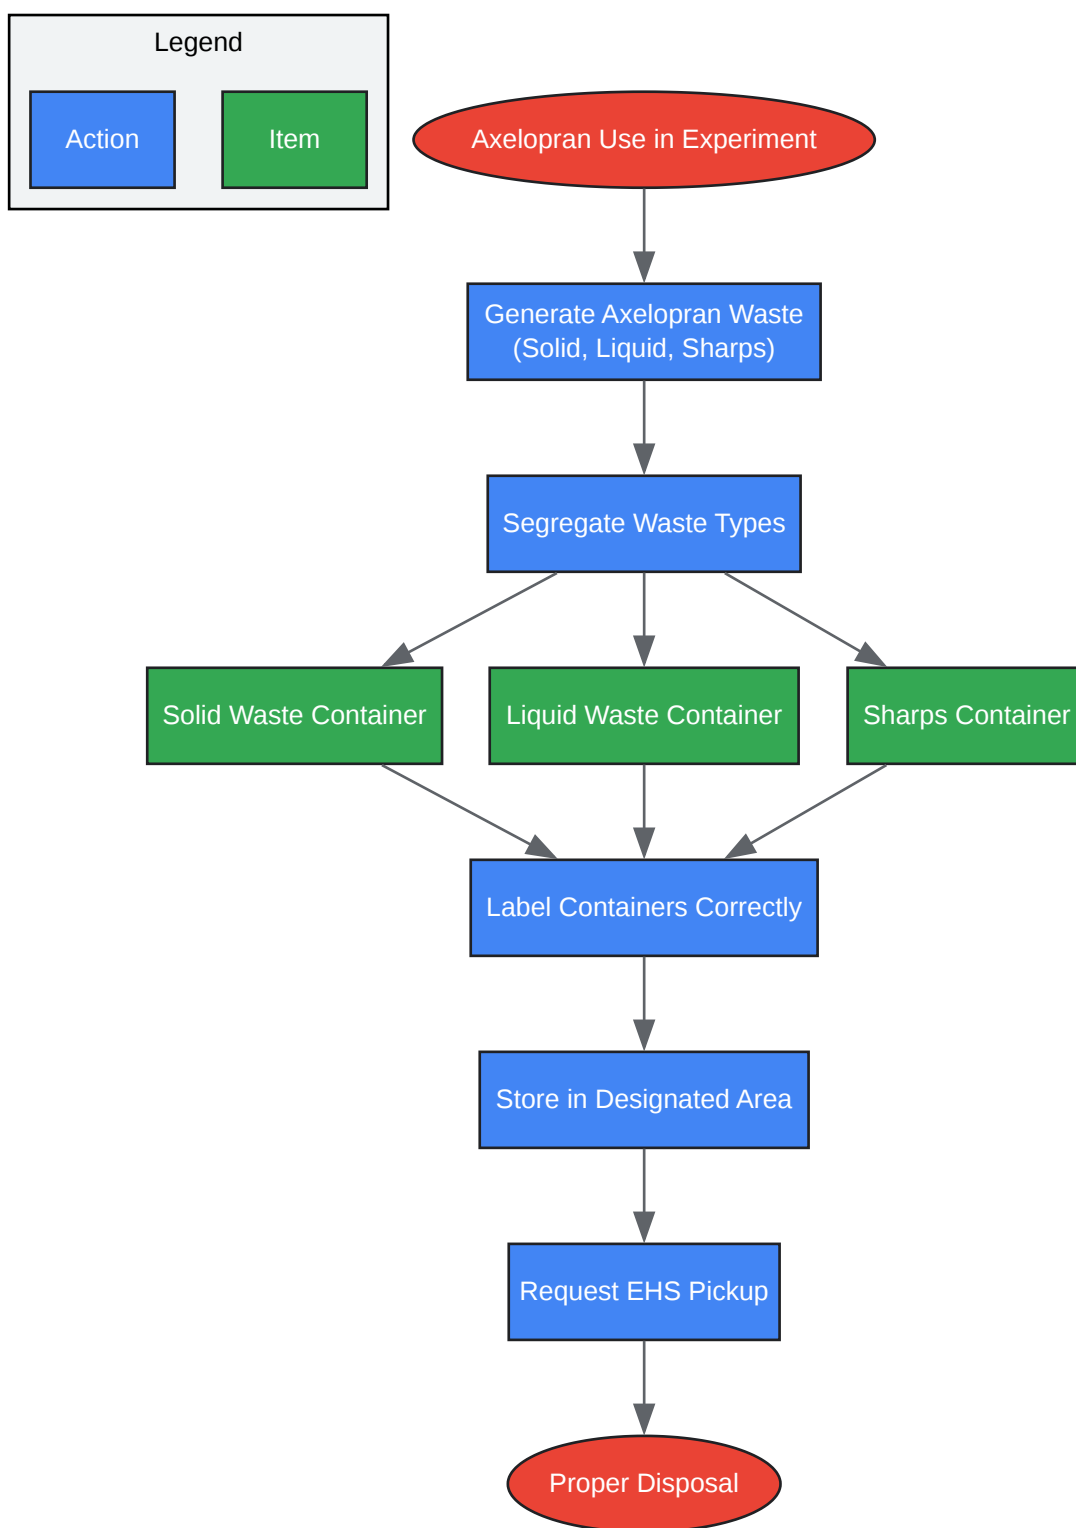 Legend
Action
Item
Axelopran Use in Experiment
Generate Axelopran Waste
(Solid, Liquid, Sharps)
Segregate Waste Types
Solid Waste Container
Liquid Waste Container
Sharps Container
Label Containers Correctly
Store in Designated Area
Request EHS Pickup
Proper Disposal